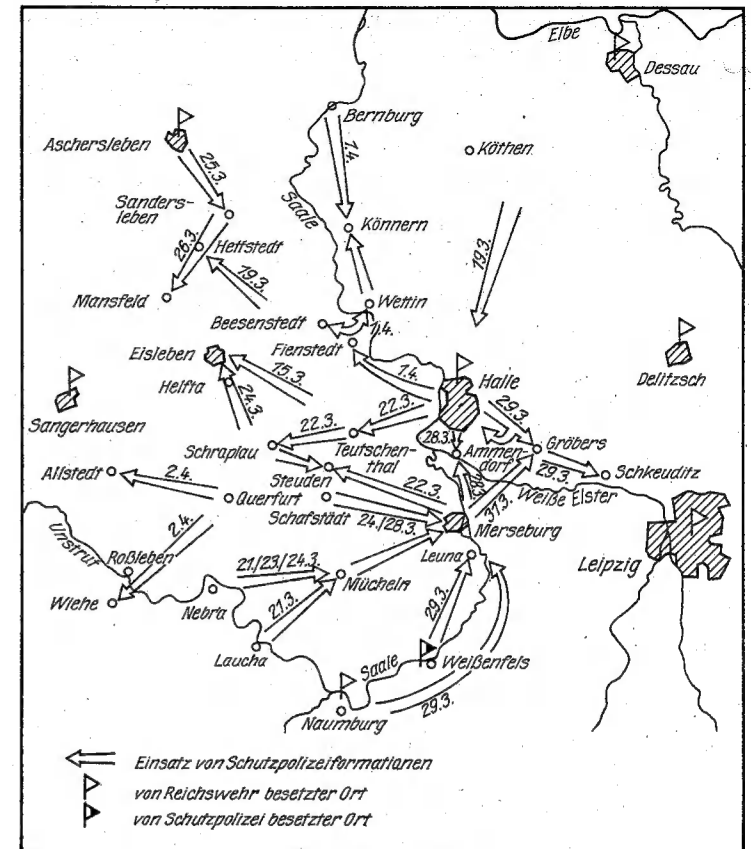 Elbe
Dessau
Bernburg
Aschersleben
Köthen
25.3.
1.4.
Sanders-
leben
Saale
Könnern
26.3.
Hettstedt
19.3.
19.3.
Mansfeld
Wettin
Beesenstedt
1.4.
Fienstedt
Eisleben
15.3.
1.4.
Halle
Delitzsch
Helfta
24.3.
22.3.
29.3.
Sangerhausen
22.3.
28.3.
Gröbers
Schraplau
Teutschen-
thal
Ammen-
dorf
29.3.
Schkeuditz
Allstedt
2.4.
Steuden
22.3.
Weiße Elster
Querfurt
Schafstädt
24./28.3.
31.3.
Merseburg
Unstrut
2.4.
Leuna
Leipzig
Roßleben
21./23./24.3.
Mücheln
Wiehe
Nebra
21.3.
29.3.
Laucha
Saale
Weißenfels
Naumburg
29.3.
Einsatz von Schutzpolizeiformationen
von Reichswehr besetzter Ort
von Schutzpolizei besetzter Ort